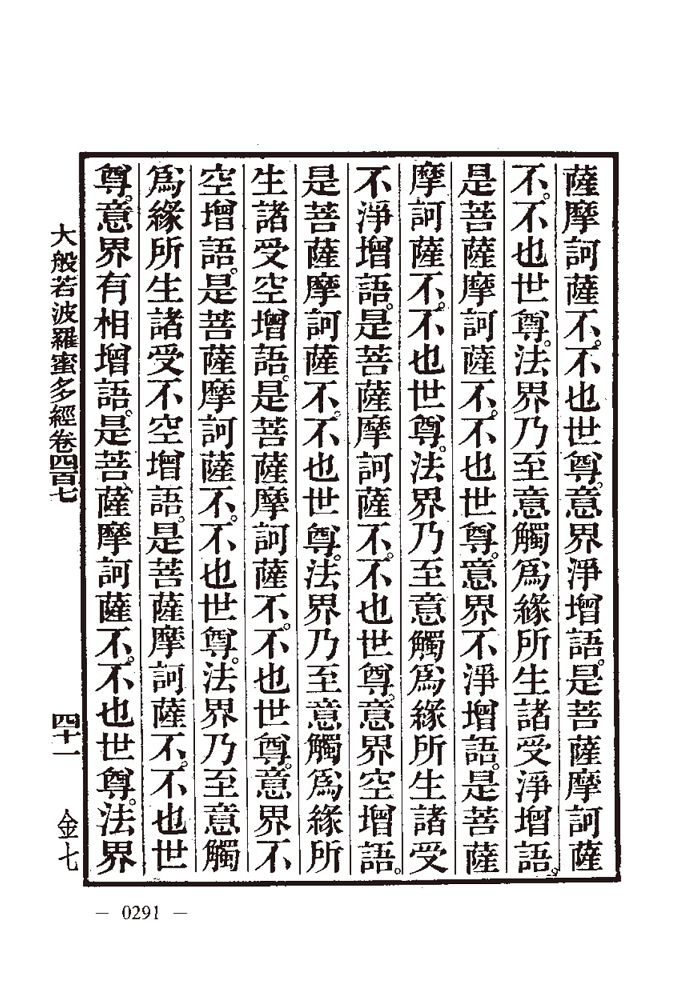 薩摩訶薩不。不也世尊。意界淨增語。是菩薩摩訶薩
不。不也世尊。法界乃至意觸爲緣所生諸受淨增語。
是菩薩摩訶薩不。不也世尊。意界不淨增語。是菩薩
摩訶薩不。不也世尊。法界乃至意觸爲緣所生諸受
不淨增語。是菩薩摩訶薩不。不也世尊。意界空增語。
是菩薩摩訶薩不。不也世尊。法界乃至意觸爲緣所
生諸受空增語。是菩薩摩訶薩不。不也世尊。意界不
空增語。是菩薩摩訶薩不。不也世尊。法界乃至意觸
爲緣所生諸受不空增語。是菩薩摩訶薩不。不也世
尊。意界有相增語。是菩薩摩訶薩不。不也世尊。法界
大般若波羅蜜多經卷四百七 四十一 金七
— 0291 —